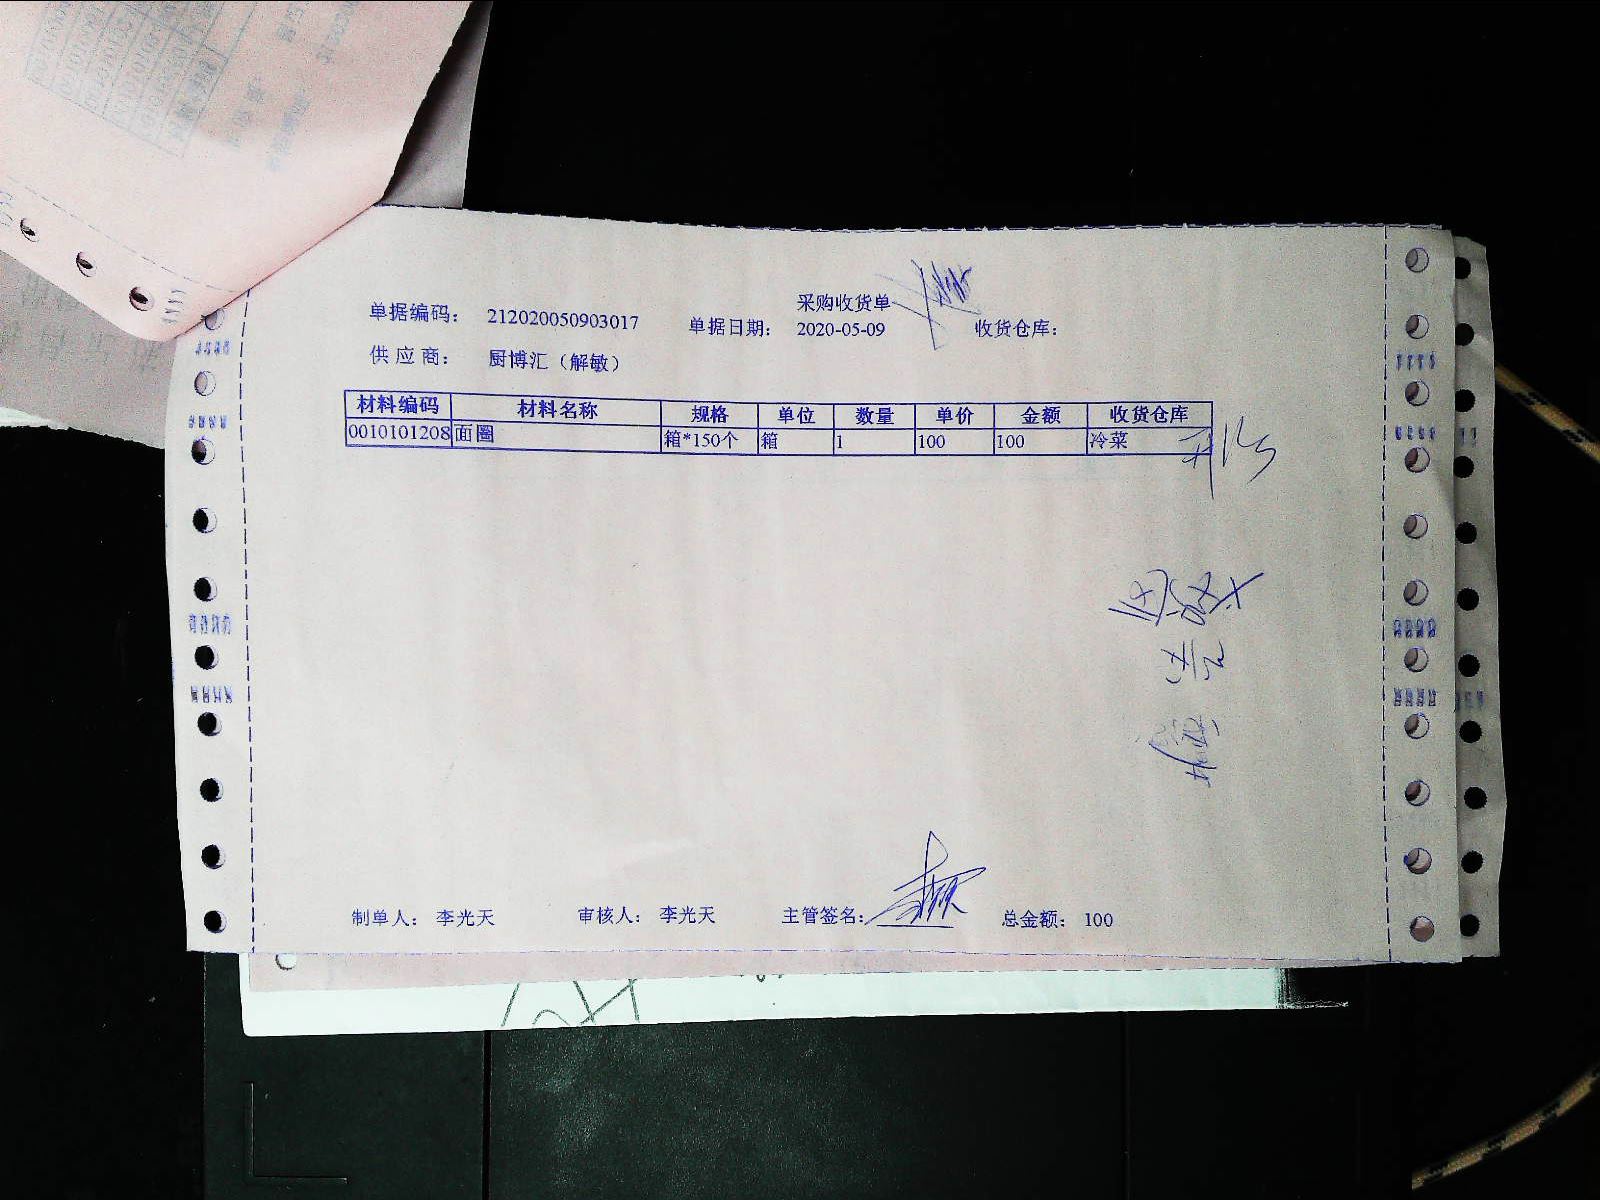 采购收货单
单据编码： 212020050903017 单据日期： 2020-05-09 收货仓库：
供应商： 厨博汇（解敏）
材料编码 材料名称 规格 单位 数量 单价 金额 收货仓库
0010101208 面圈 箱*150个 箱 1 100 100 冷菜
制单人： 李光天 审核人： 李光天 主管签名： 总金额： 100